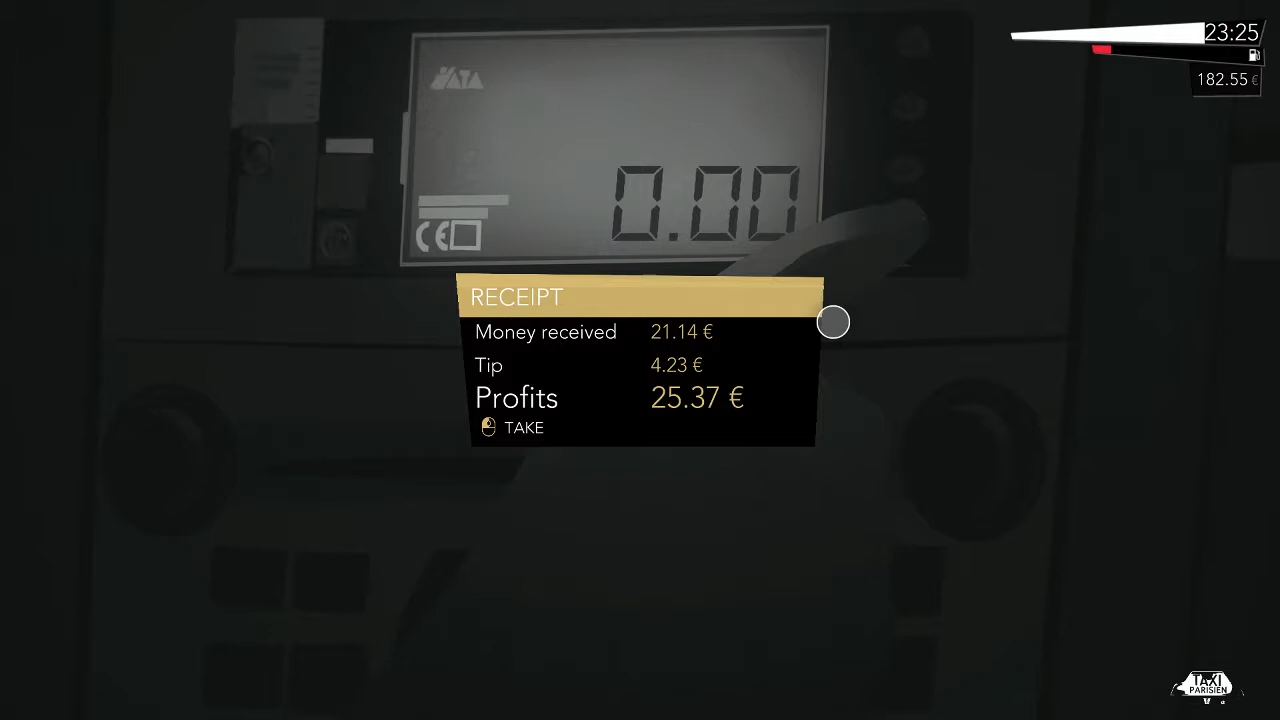 23:25
182.55 €
0.00
CE
RECEIPT
Money received 21.14 €
Tip 4.23 €
Profits 25.37 €
TAKE
TAXI
PARISIEN